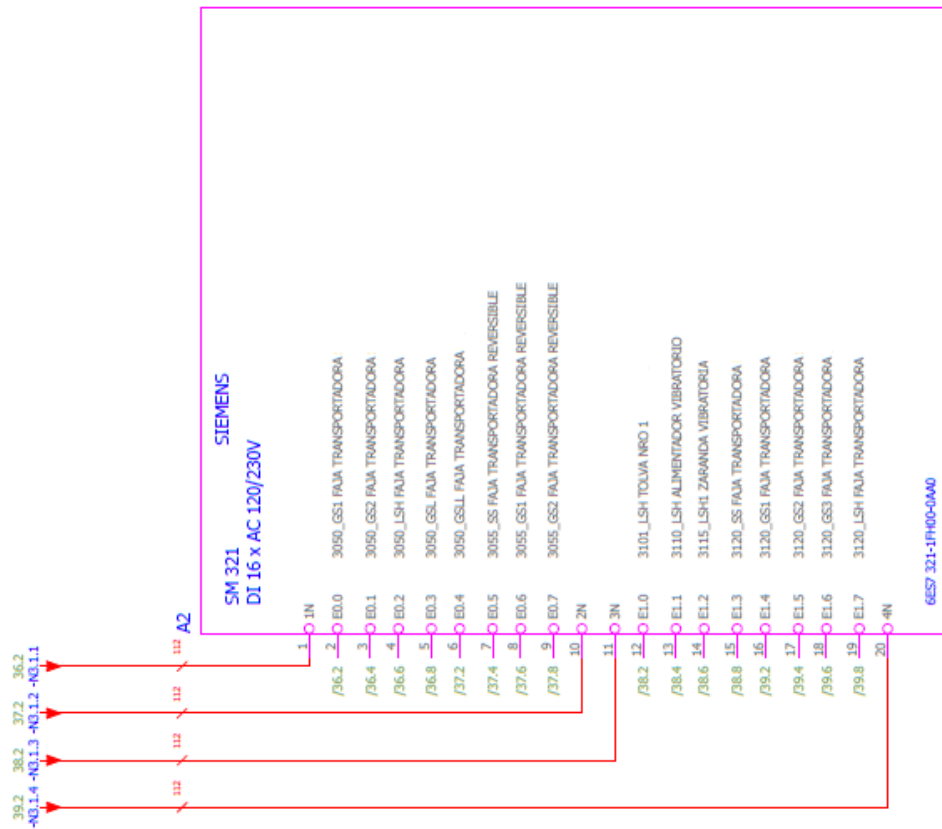 SIEMENS
SM 321
DI 16 x AC 120/230V
A2
36.2
-N3.1.1
112
37.2
-N3.1.2
112
38.2
-N3.1.3
112
39.2
-N3.1.4
112
1 1N
/36.2 2 E0.0 3050_GS1 FAJA TRANSPORTADORA
/36.4 3 E0.1 3050_GS2 FAJA TRANSPORTADORA
/36.6 4 E0.2 3050_LSH FAJA TRANSPORTADORA
/36.8 5 E0.3 3050_GSL FAJA TRANSPORTADORA
/37.2 6 E0.4 3050_GSLL FAJA TRANSPORTADORA
/37.4 7 E0.5 3055_SS FAJA TRANSPORTADORA REVERSIBLE
/37.6 8 E0.6 3055_GS1 FAJA TRANSPORTADORA REVERSIBLE
/37.8 9 E0.7 3055_GS2 FAJA TRANSPORTADORA REVERSIBLE
10 2N
11 3N
/38.2 12 E1.0 3101_LSH TOLVA NRO 1
/38.4 13 E1.1 3110_LSH ALIMENTADOR VIBRATORIO
/38.6 14 E1.2 3115_LSH1 ZARANDA VIBRATORIA
/38.8 15 E1.3 3120_SS FAJA TRANSPORTADORA
/39.2 16 E1.4 3120_GS1 FAJA TRANSPORTADORA
/39.4 17 E1.5 3120_GS2 FAJA TRANSPORTADORA
/39.6 18 E1.6 3120_GS3 FAJA TRANSPORTADORA
/39.8 19 E1.7 3120_LSH FAJA TRANSPORTADORA
20 4N
6ES7 321-1FH00-0AA0